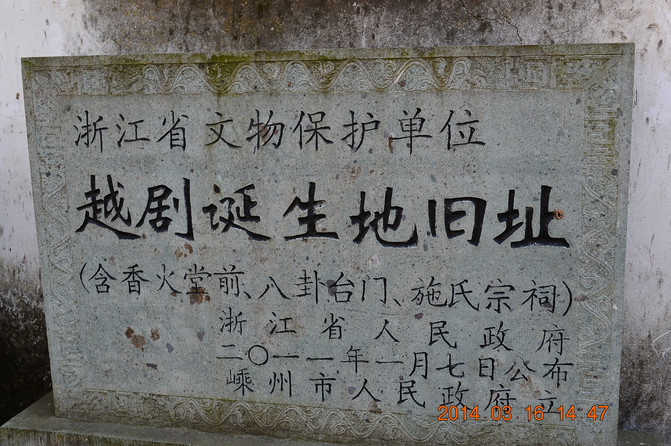 浙江省文物保护单位
越剧诞生地旧址
(含香火堂前、八卦台门、施氏宗祠)
浙江省人民政府
二〇一一年一月七日公布
嵊州市人民政府立
2014 03 16 14:47